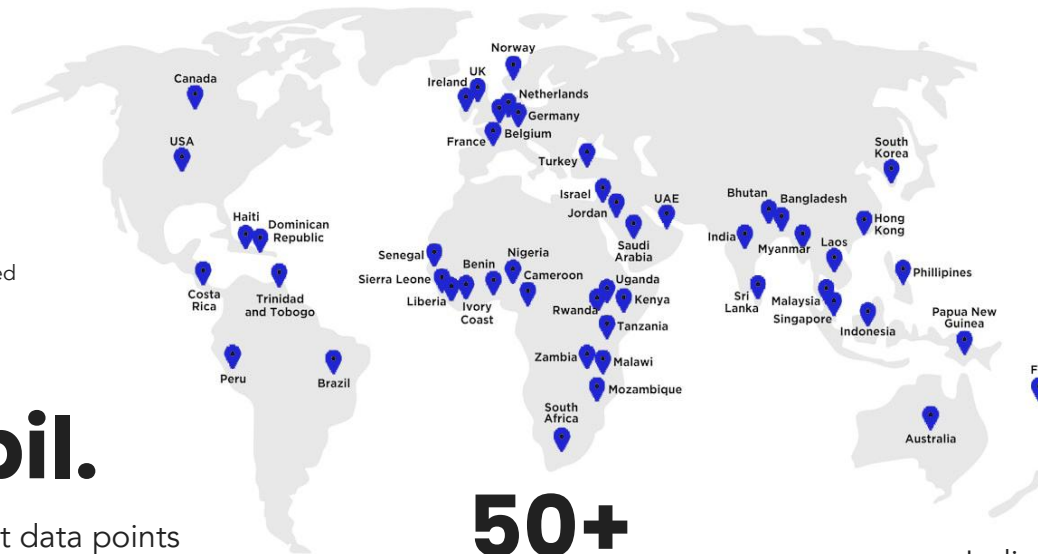 Norway
Canada
UK
Ireland
Netherlands
Germany
Belgium
France
USA
Turkey
South
Korea
Israel
Jordan
UAE
Saudi
Arabia
Bhutan
Bangladesh
India
Myanmar
Laos
Hong
Kong
Haiti
Dominican
Republic
Senegal
Sierra Leone
Liberia
Ivory
Coast
Benin
Nigeria
Cameroon
Uganda
Rwanda
Kenya
Tanzania
Sri
Lanka
Malaysia
Singapore
Indonesia
Phillipines
Papua New
Guinea
ed
Costa
Rica
Trinidad
and Tobogo
Peru
Brazil
Zambia
Malawi
Mozambique
South
Africa
F
Australia
oil.
t data points
50+